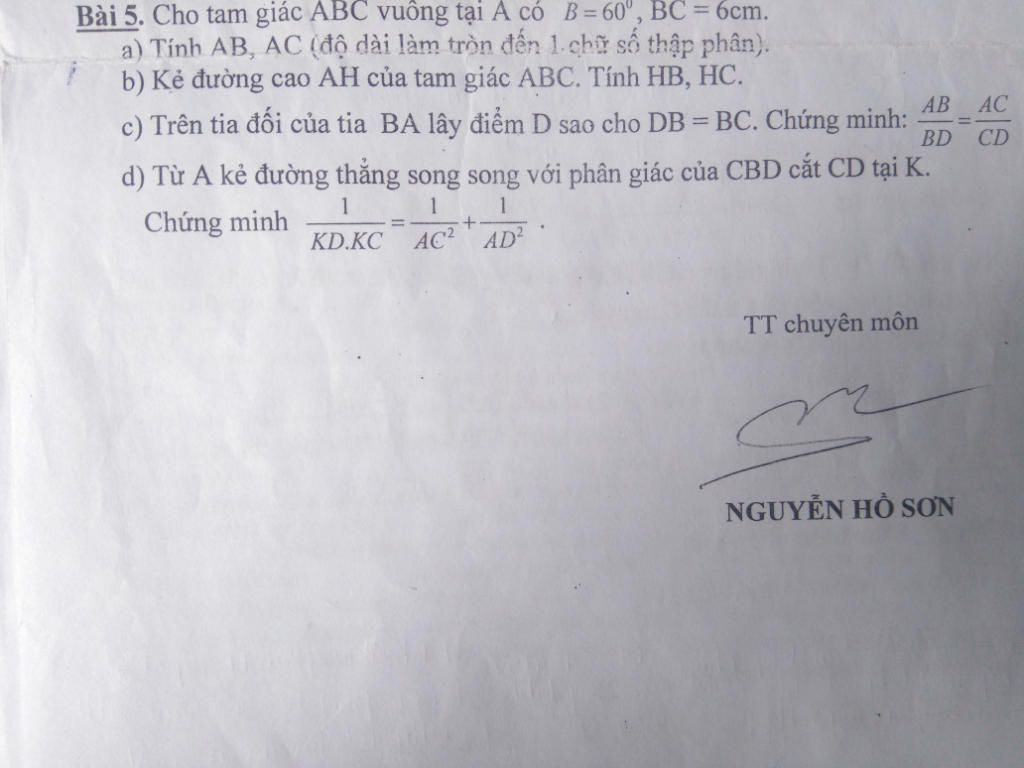 Bài 5. Cho tam giác ABC vuông tại A có B = 60⁰, BC = 6cm.
a) Tính AB, AC (độ dài làm tròn đến 1 chữ số thập phân).
b) Kẻ đường cao AH của tam giác ABC. Tính HB, HC.
c) Trên tia đối của tia BA lấy điểm D sao cho DB = BC. Chứng minh: AB/BD = AC/CD
d) Từ A kẻ đường thẳng song song với phân giác của CBD cắt CD tại K.
Chứng minh 1/KD.KC = 1/AC² + 1/AD² .
TT chuyên môn
NGUYỄN HỒ SƠN